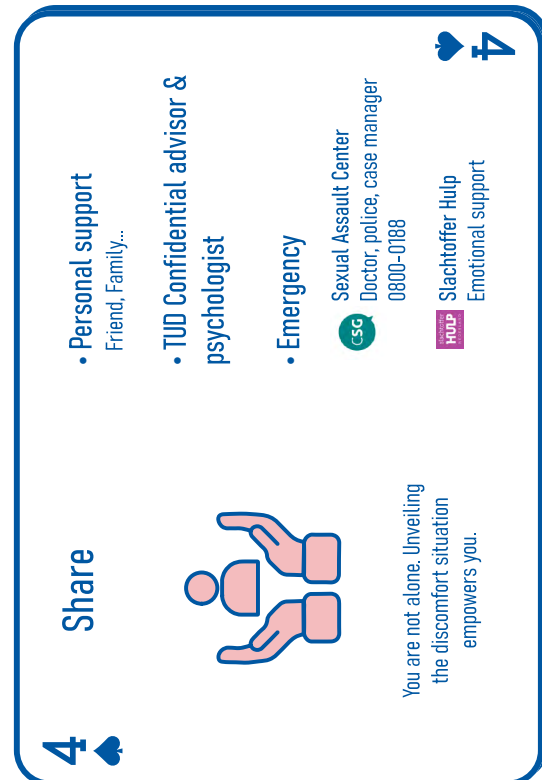 4
Share
You are not alone. Unveiling
the discomfort situation
empowers you.
• Personal support
Friend, Family...
• TUD Confidential advisor &
psychologist
• Emergency
CSG
Sexual Assault Center
Doctor, police, case manager
0800-0188
slachtoffer
HULP
Slachtoffer Hulp
Emotional support
4